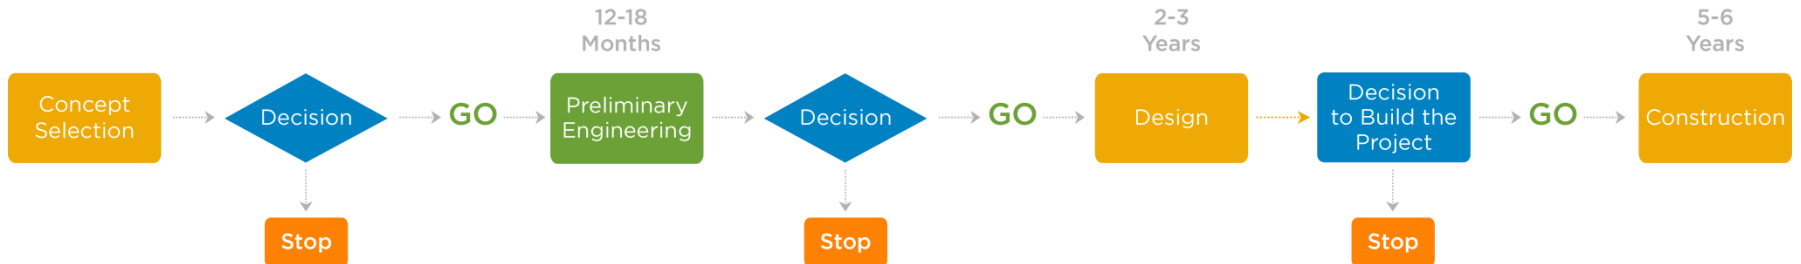 12-18
Months
2-3
Years
5-6
Years
Concept
Selection
Decision
GO
Preliminary
Engineering
Decision
GO
Design
Decision
to Build the
Project
GO
Construction
Stop
Stop
Stop